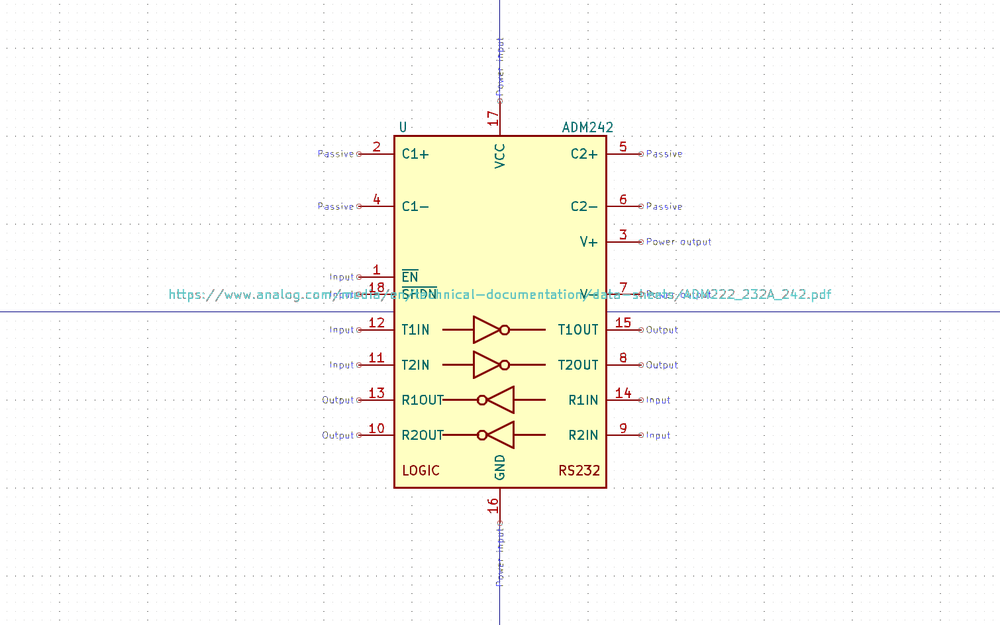 Power input
17
U ADM242
VCC
Passive 2 C1+ C2+ 5 Passive
Passive 4 C1− C2− 6 Passive
V+ 3 Power output
Input 1 EN
Input 18 SHDN V− 7 Power output
https://www.analog.com/media/en/technical-documentation/data-sheets/ADM222_232A_242.pdf
Input 12 T1IN T1OUT 15 Output
Input 11 T2IN T2OUT 8 Output
Output 13 R1OUT R1IN 14 Input
Output 10 R2OUT R2IN 9 Input
LOGIC GND RS232
16
Power input